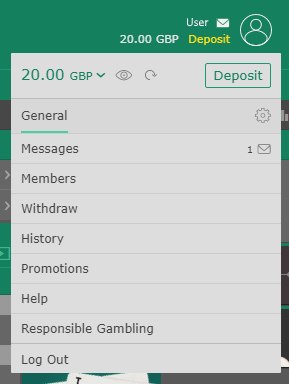 User
20.00 GBP Deposit
20.00 GBP Deposit
General
Messages 1
Members
Withdraw
History
Promotions
Help
Responsible Gambling
Log Out